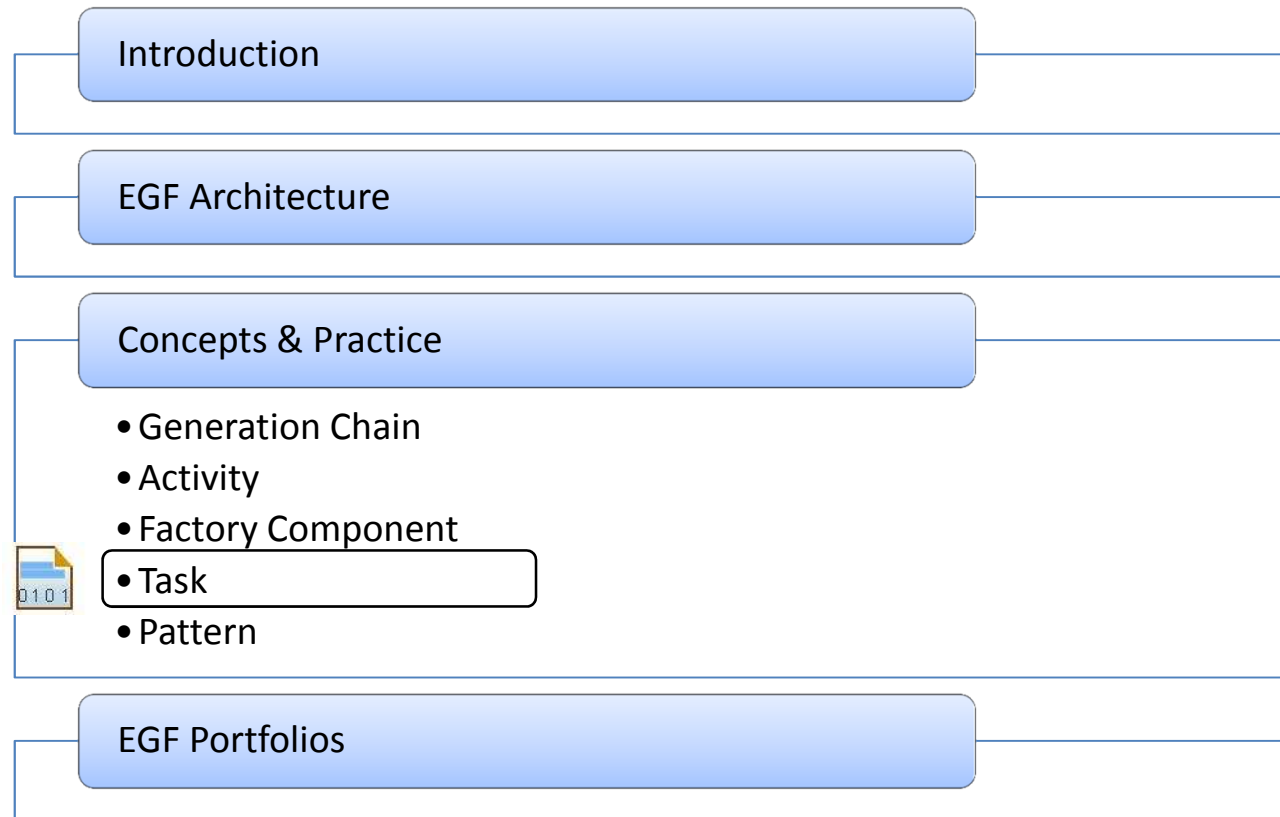 Introduction
EGF Architecture
Concepts & Practice
• Generation Chain
• Activity
• Factory Component
• Task
0101
• Pattern
EGF Portfolios